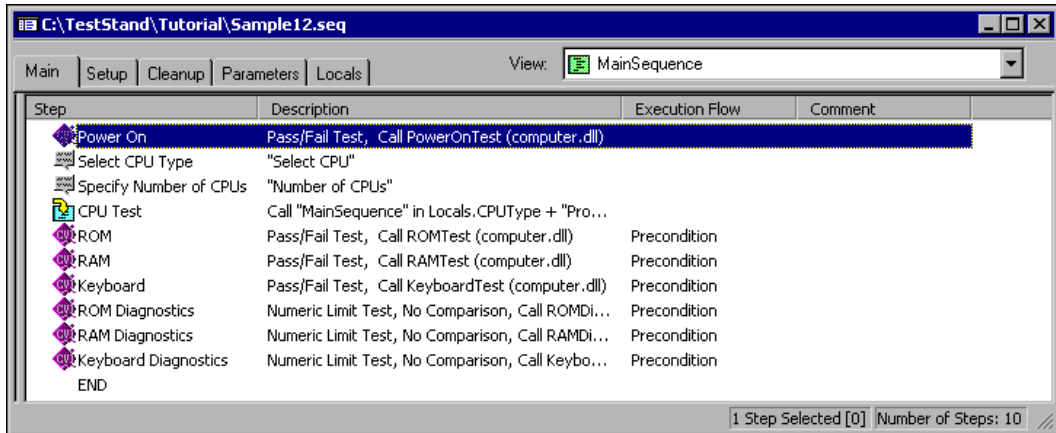 C:\TestStand\Tutorial\Sample12.seq
Main Setup Cleanup Parameters Locals View: MainSequence
Step Description Execution Flow Comment
Power On Pass/Fail Test, Call PowerOnTest (computer.dll)
Select CPU Type "Select CPU"
Specify Number of CPUs "Number of CPUs"
CPU Test Call "MainSequence" in Locals.CPUType + "Pro...
ROM Pass/Fail Test, Call ROMTest (computer.dll) Precondition
RAM Pass/Fail Test, Call RAMTest (computer.dll) Precondition
Keyboard Pass/Fail Test, Call KeyboardTest (computer.dll) Precondition
ROM Diagnostics Numeric Limit Test, No Comparison, Call ROMDi... Precondition
RAM Diagnostics Numeric Limit Test, No Comparison, Call RAMDi... Precondition
Keyboard Diagnostics Numeric Limit Test, No Comparison, Call Keybo... Precondition
END
1 Step Selected [0] Number of Steps: 10